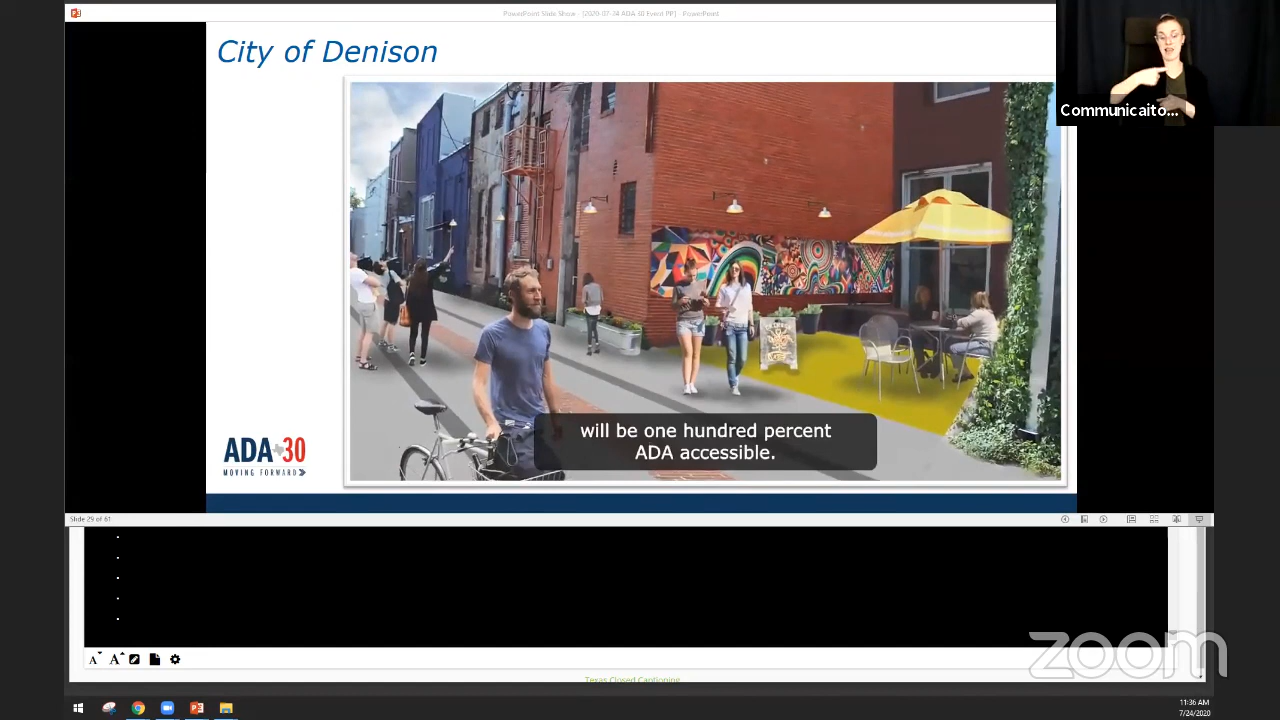 PowerPoint Slide Show - [2020-07-24 ADA 30 Event PP] - PowerPoint
City of Denison
Communicaito...
ADA 30
MOVING FORWARD
will be one hundred percent
ADA accessible.
Slide 29 of 61
A A
zoom
Texas Closed Captioning
11:36 AM
7/24/2020